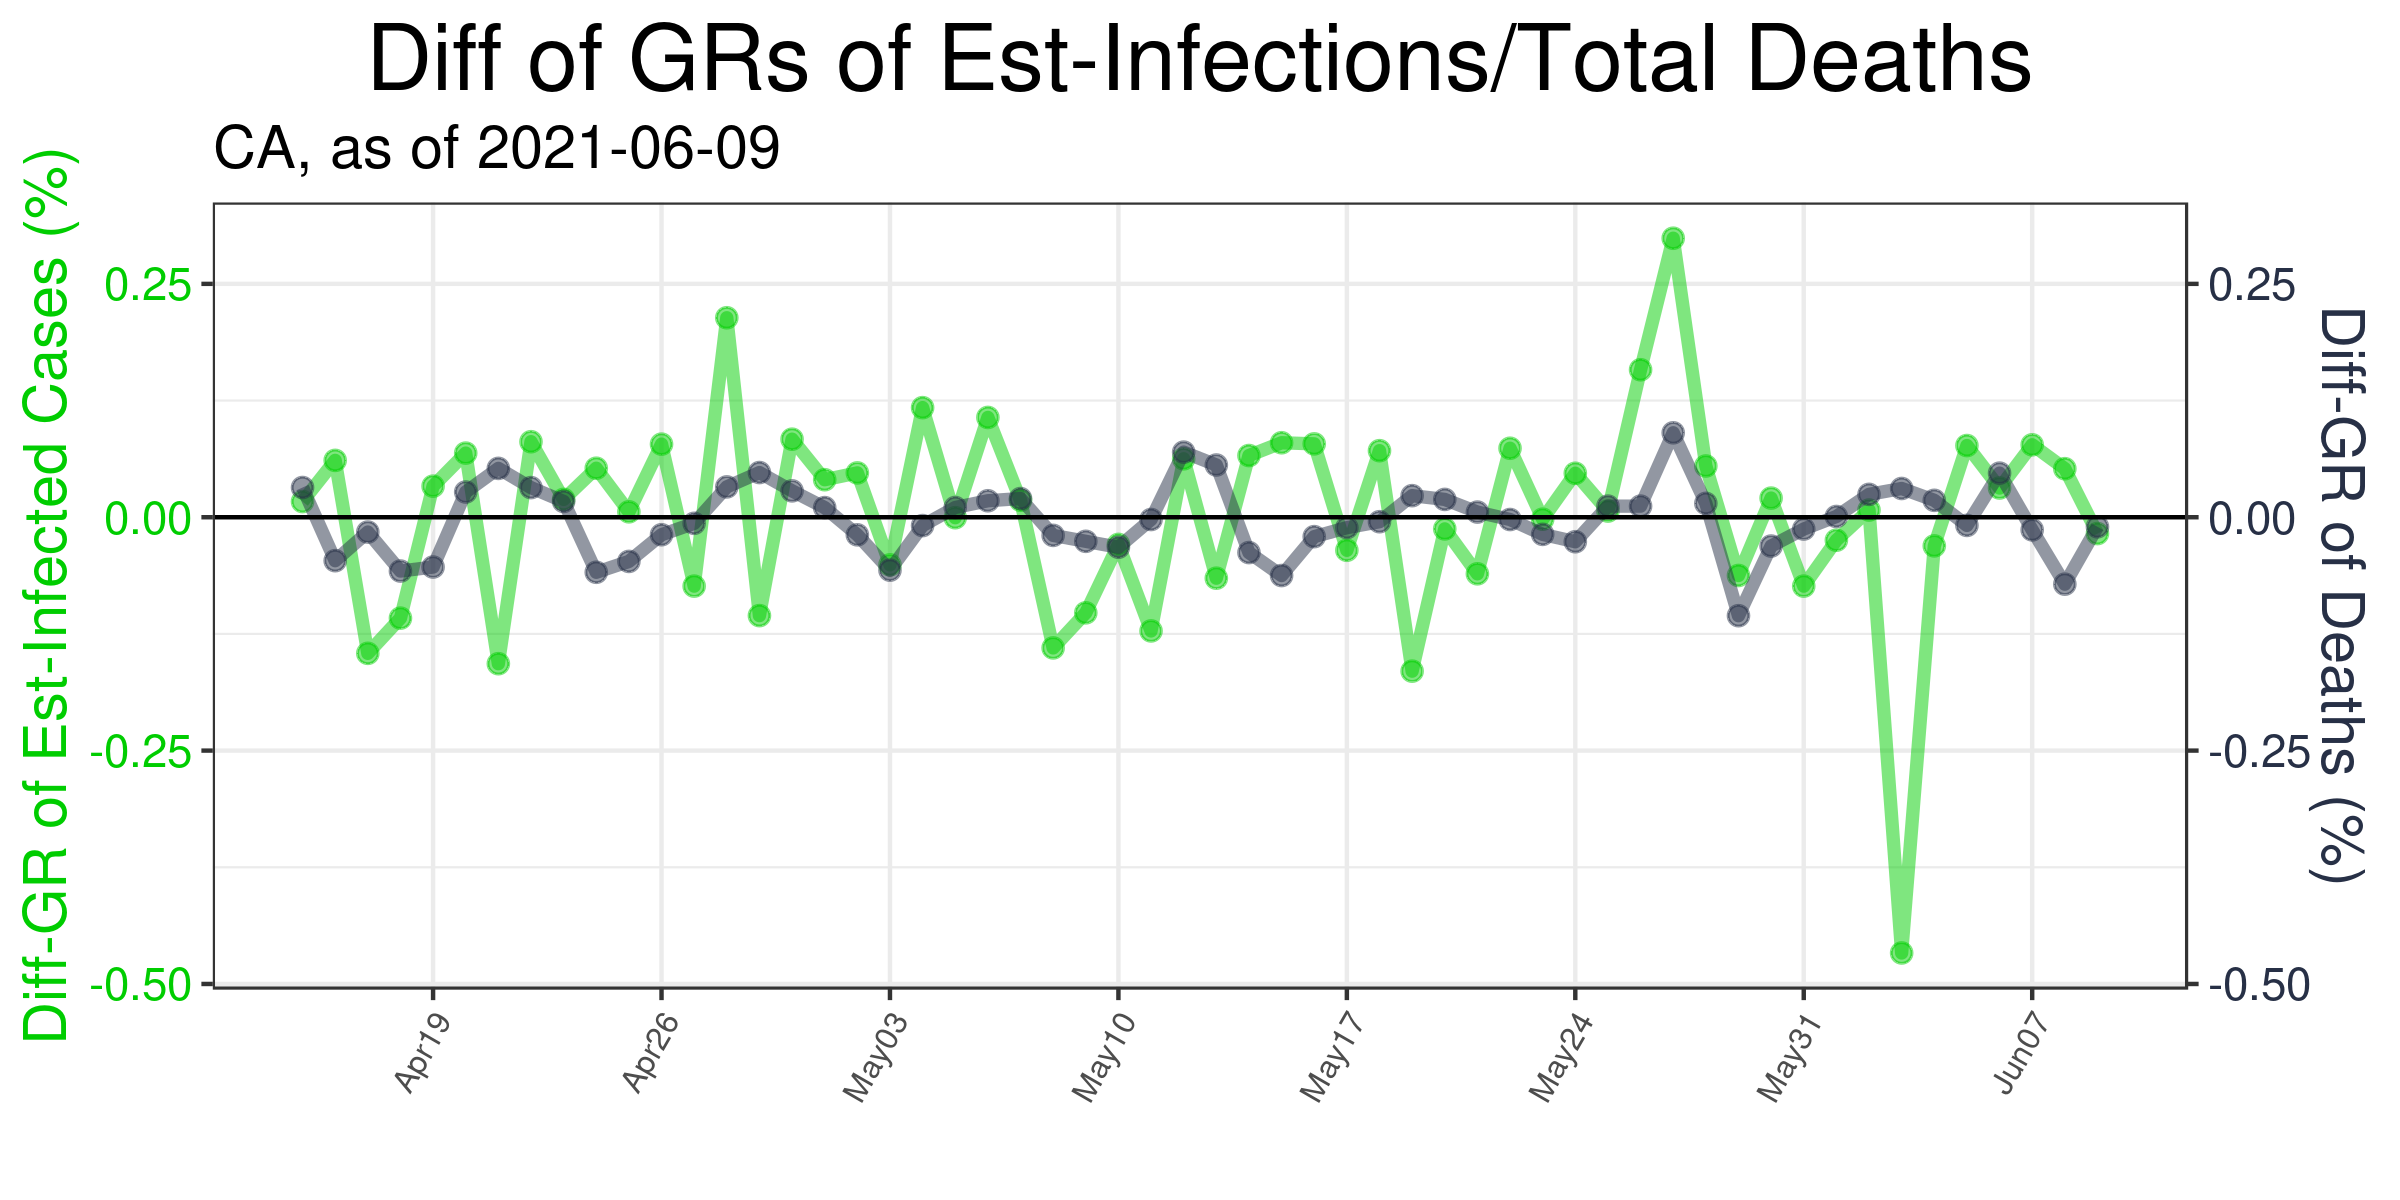 Diff of GRs of Est-Infections/Total Deaths
CA, as of 2021-06-09
Diff-GR of Est-Infected Cases (%)
0.25
0.00
-0.25
-0.50
0.25
0.00
-0.25
-0.50
Diff-GR of Deaths (%)
Apr19
Apr26
May03
May10
May17
May24
May31
Jun07